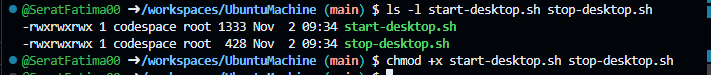 @SeratFatima00 ➜/workspaces/UbuntuMachine (main) $ ls -l start-desktop.sh stop-desktop.sh
-rwxrwxrwx 1 codespace root 1333 Nov  2 09:34 start-desktop.sh
-rwxrwxrwx 1 codespace root  428 Nov  2 09:34 stop-desktop.sh
@SeratFatima00 ➜/workspaces/UbuntuMachine (main) $ chmod +x start-desktop.sh stop-desktop.sh